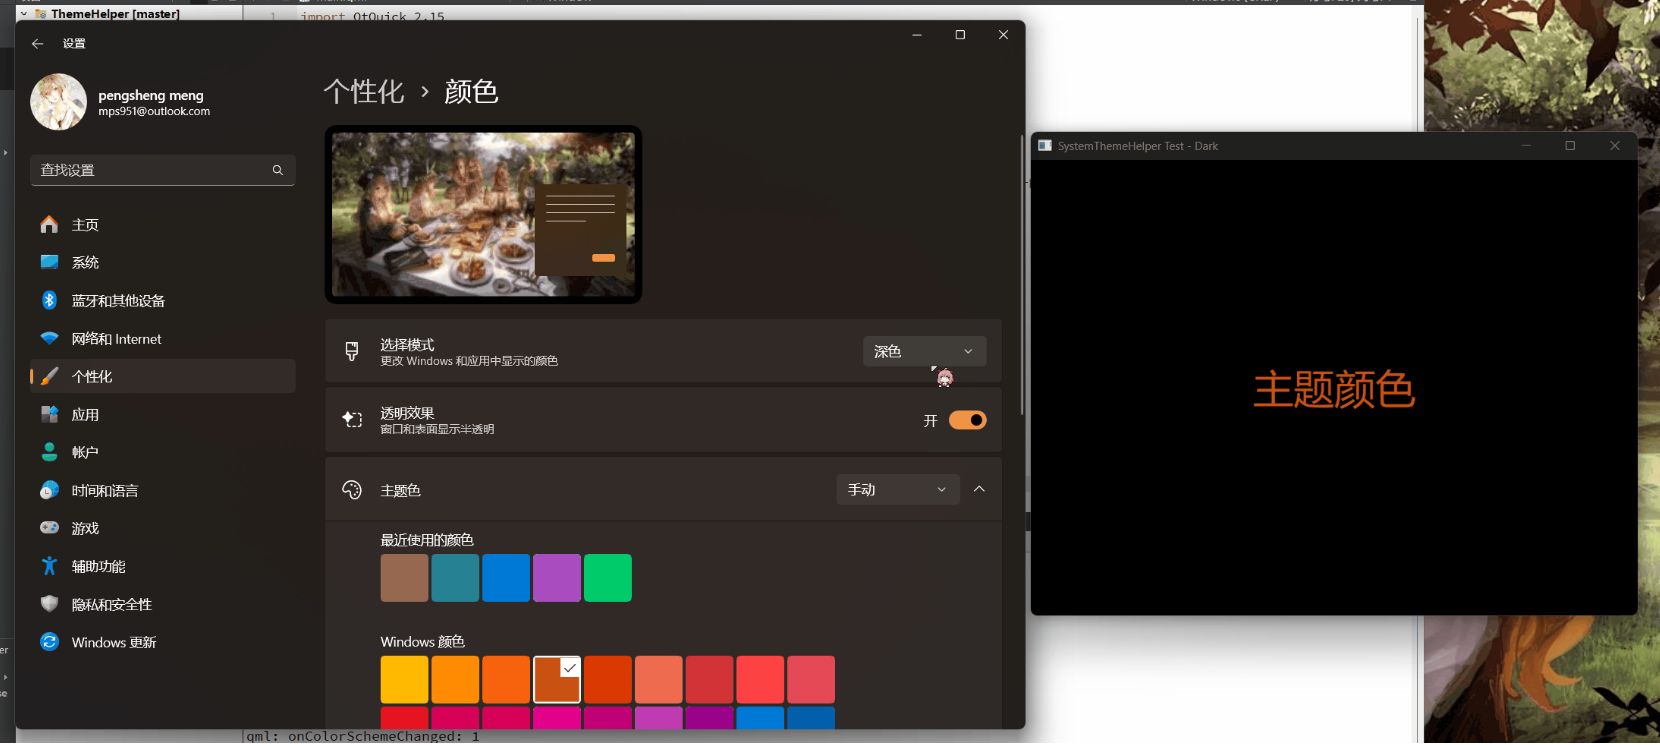 ThemeHelper [master]
1 import QtQuick 2.15
设置
pengsheng meng
mps951@outlook.com
查找设置
主页
系统
蓝牙和其他设备
网络和 Internet
个性化
应用
帐户
时间和语言
游戏
辅助功能
隐私和安全性
Windows 更新
个性化 › 颜色
选择模式
更改 Windows 和应用中显示的颜色
深色
透明效果
窗口和表面显示半透明
开
主题色
手动
最近使用的颜色
Windows 颜色
SystemThemeHelper Test - Dark
主题颜色
qml: onColorSchemeChanged: 1